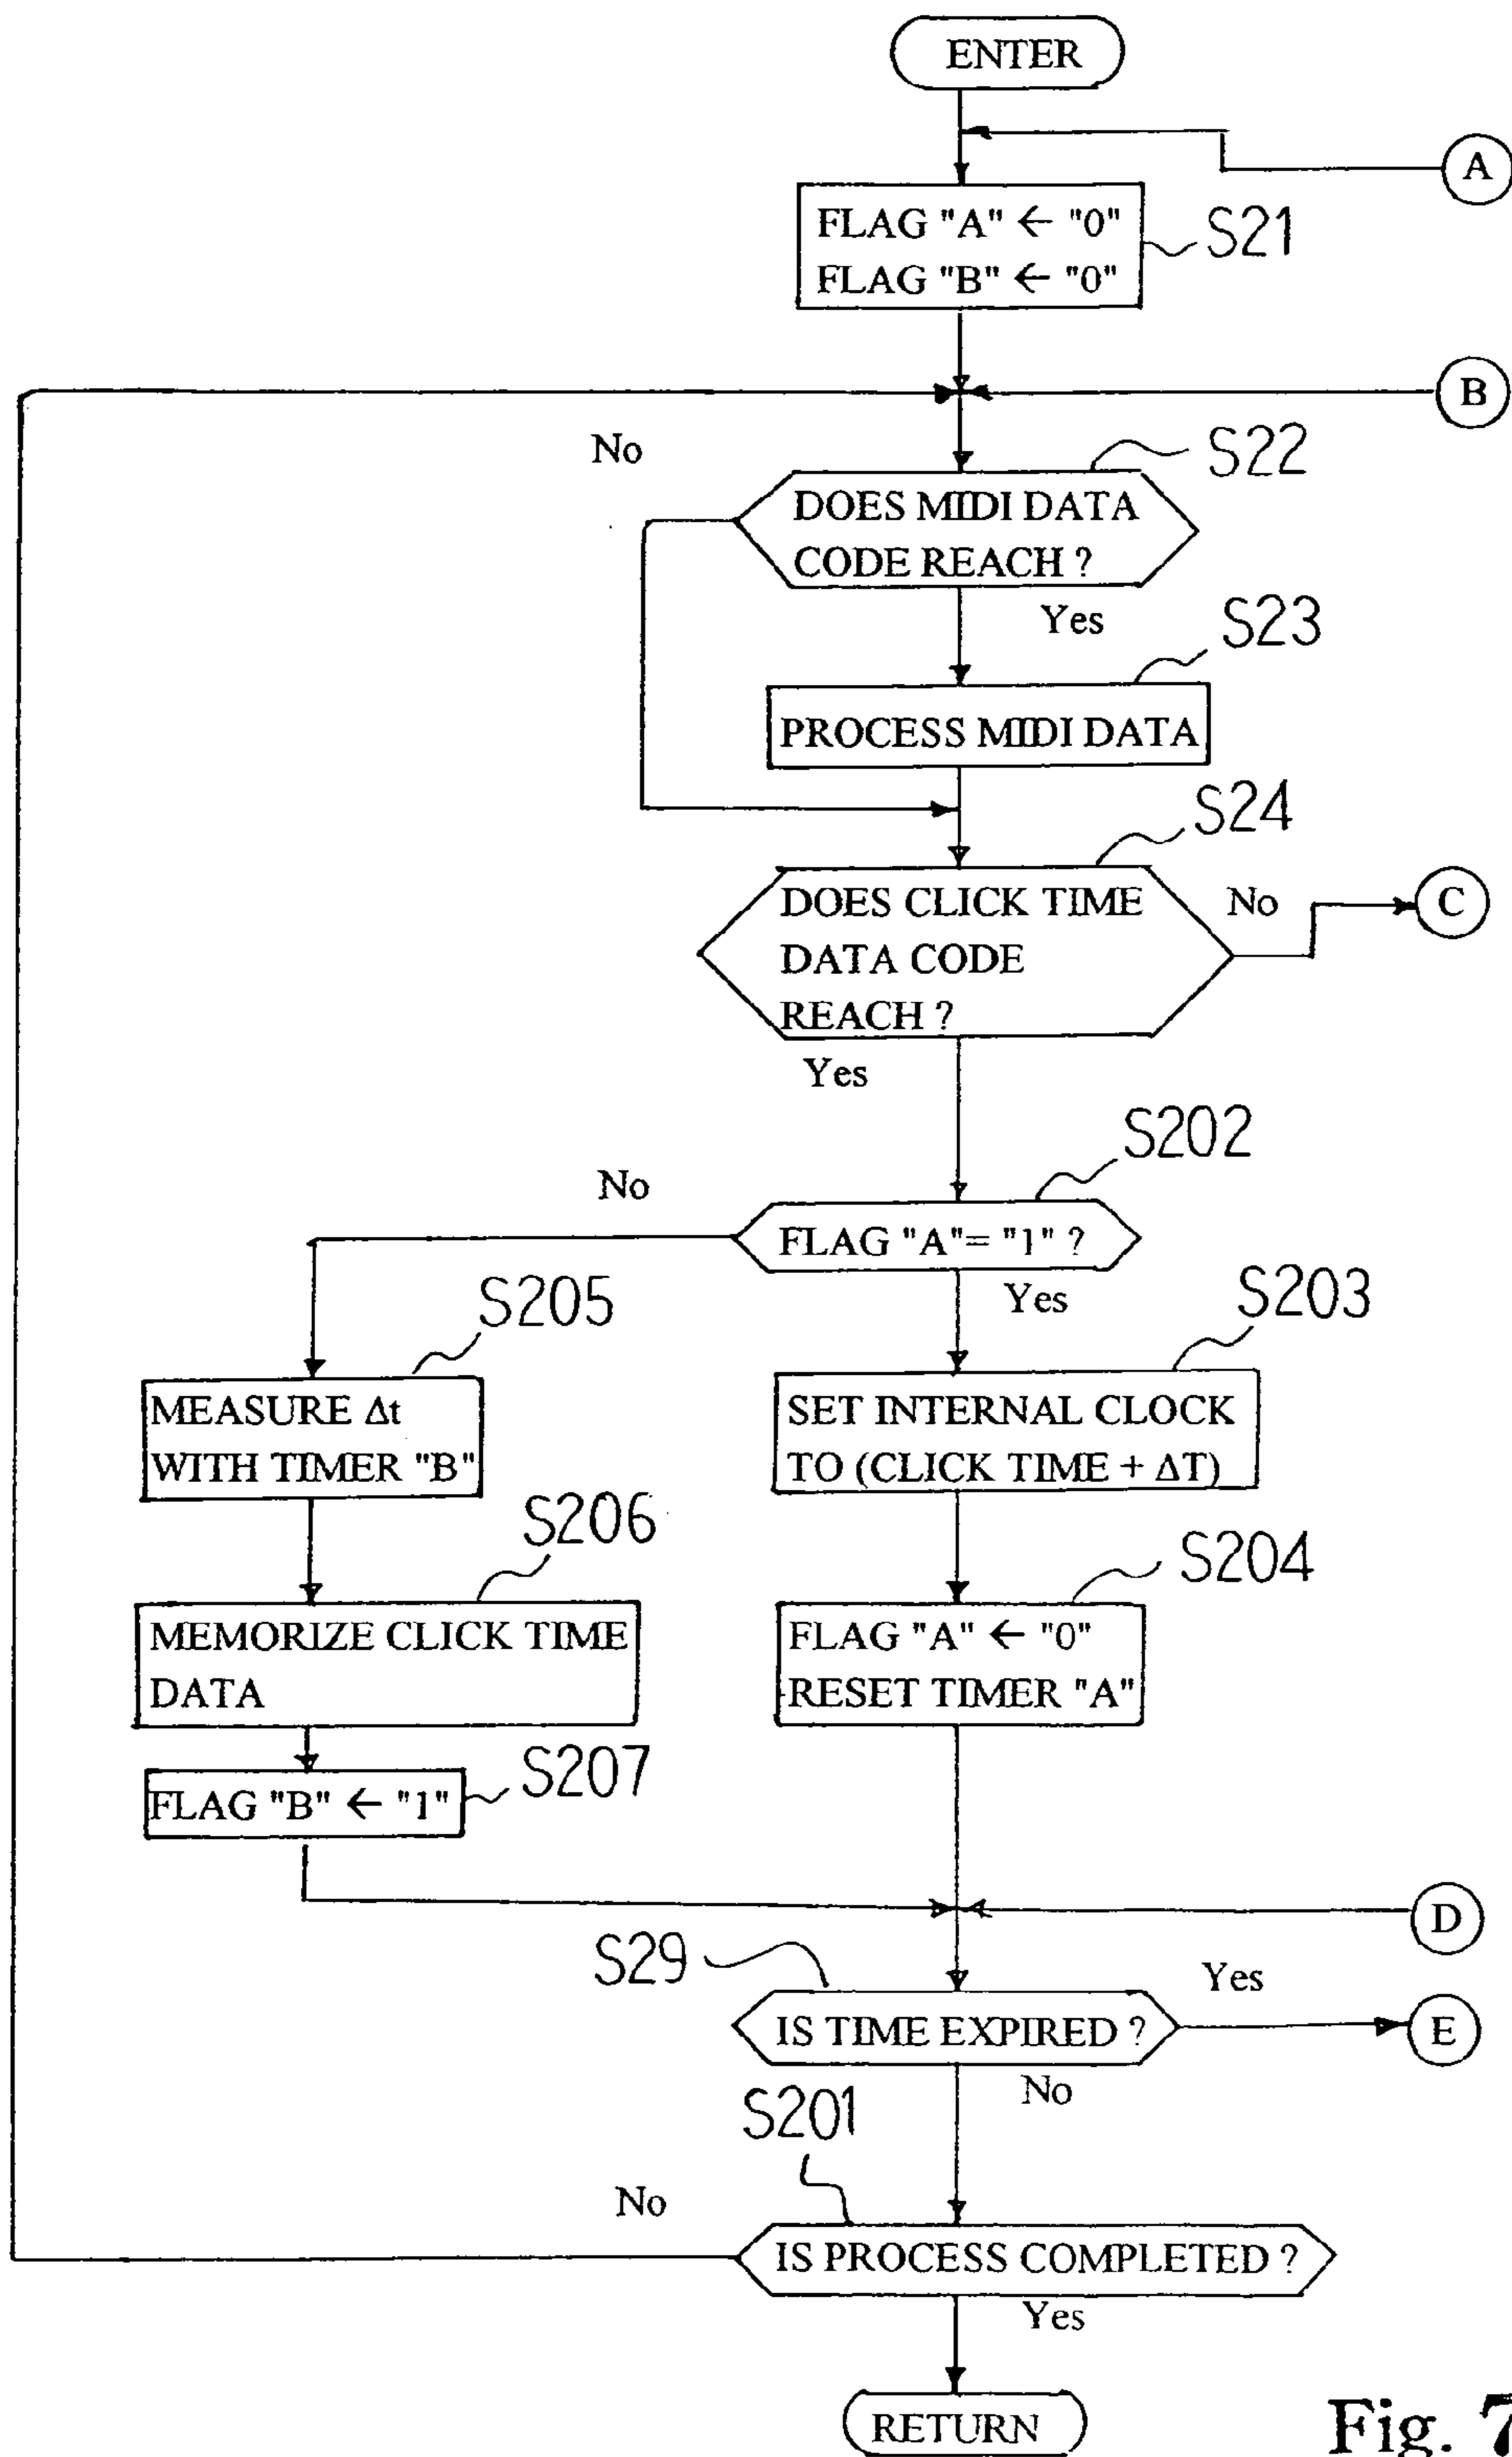 ENTER
A
FLAG "A" ← "0"
FLAG "B" ← "0"
S21
B
No
S22
DOES MIDI DATA
CODE REACH ?
Yes
S23
PROCESS MIDI DATA
S24
DOES CLICK TIME
DATA CODE
REACH ?
No
C
Yes
S202
No
FLAG "A"= "1" ?
Yes
S205
S203
MEASURE Δt
WITH TIMER "B"
SET INTERNAL CLOCK
TO (CLICK TIME + ΔT)
S206
S204
MEMORIZE CLICK TIME
DATA
FLAG "A" ← "0"
RESET TIMER "A"
S207
FLAG "B" ← "1"
D
S29
Yes
IS TIME EXPIRED ?
E
No
S201
No
IS PROCESS COMPLETED ?
Yes
RETURN
Fig. 7